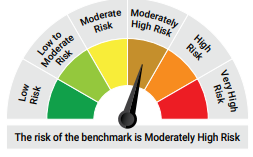 Low
Risk
Low to
Moderate
Risk
Moderate
Risk
Moderately
High Risk
High
Risk
Very High
Risk
The risk of the benchmark is Moderately High Risk